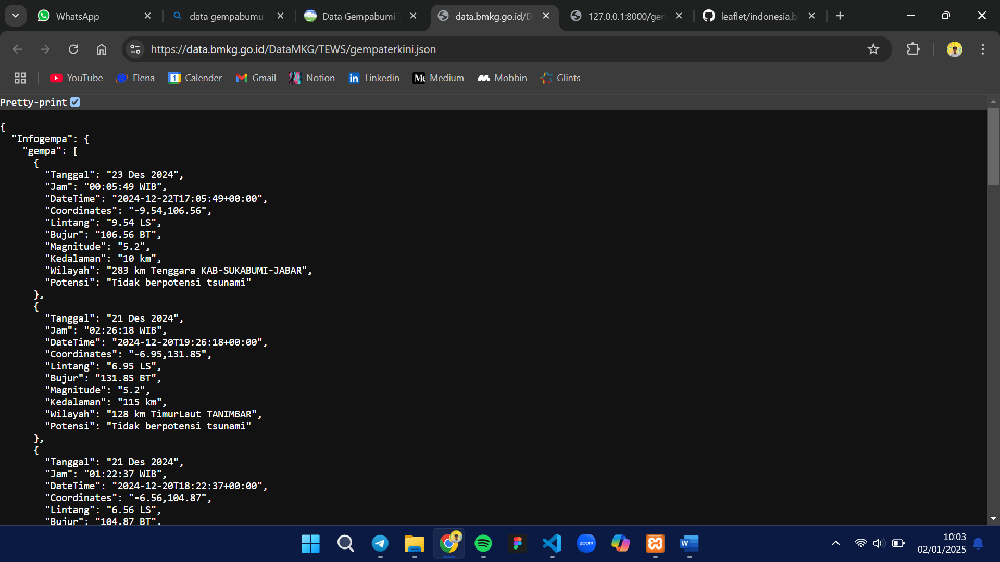 WhatsApp
data gempabumu
Data Gempabumi
data.bmkg.go.id/D
127.0.0.1:8000/gem
leaflet/indonesia.bl
https://data.bmkg.go.id/DataMKG/TEWS/gempaterkini.json
YouTube
Elena
1
Calender
Gmail
Notion
in
Linkedin
Medium
Mobbin
Glints
Pretty-print
{
"Infogempa": {
"gempa": [
{
"Tanggal": "23 Des 2024",
"Jam": "00:05:49 WIB",
"DateTime": "2024-12-22T17:05:49+00:00",
"Coordinates": "-9.54,106.56",
"Lintang": "9.54 LS",
"Bujur": "106.56 BT",
"Magnitude": "5.2",
"Kedalaman": "10 km",
"Wilayah": "283 km Tenggara KAB-SUKABUMI-JABAR",
"Potensi": "Tidak berpotensi tsunami"
},
{
"Tanggal": "21 Des 2024",
"Jam": "02:26:18 WIB",
"DateTime": "2024-12-20T19:26:18+00:00",
"Coordinates": "-6.95,131.85",
"Lintang": "6.95 LS",
"Bujur": "131.85 BT",
"Magnitude": "5.2",
"Kedalaman": "115 km",
"Wilayah": "128 km TimurLaut TANIMBAR",
"Potensi": "Tidak berpotensi tsunami"
},
{
"Tanggal": "21 Des 2024",
"Jam": "01:22:37 WIB",
"DateTime": "2024-12-20T18:22:37+00:00",
"Coordinates": "-6.56,104.87",
"Lintang": "6.56 LS",
"Bujur": "104.87 BT",
zoom
W
10:03
02/01/2025